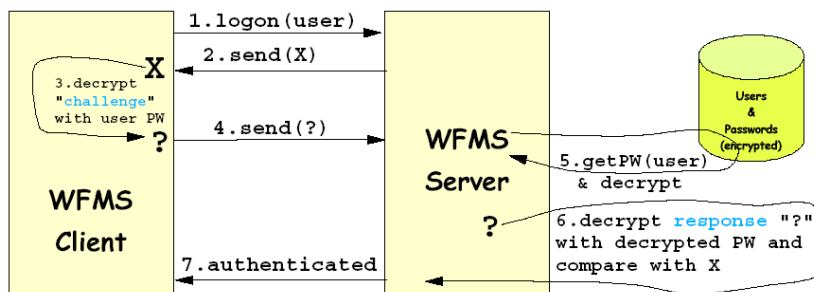 1.logon(user)
2.send(X)
X
3.decrypt
"challenge"
with user PW
?
4.send(?)
WFMS
Client
WFMS
Server
Users
&
Passwords
(encrypted)
5.getPW(user)
& decrypt
?
6.decrypt response "?"
with decrypted PW and
compare with X
7.authenticated